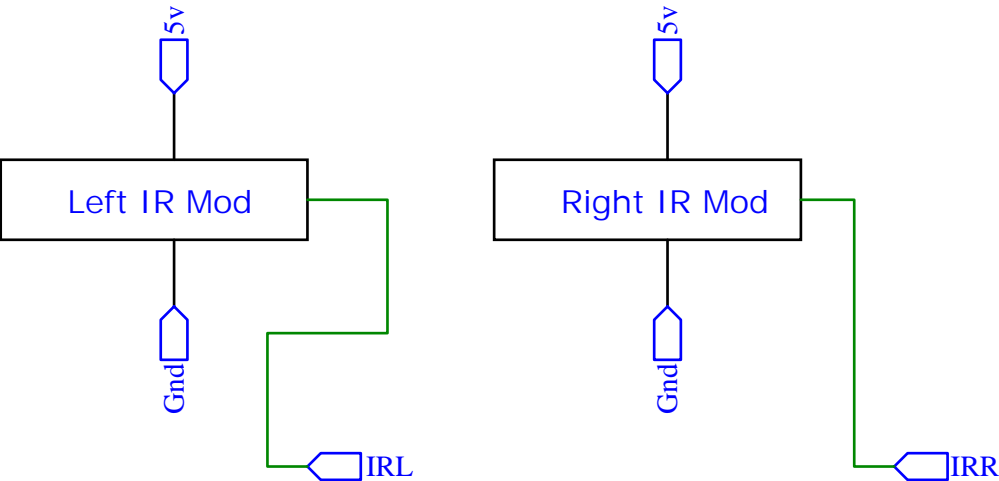 5v
5v
Left IR Mod
Right IR Mod
Gnd
Gnd
IRL
IRR